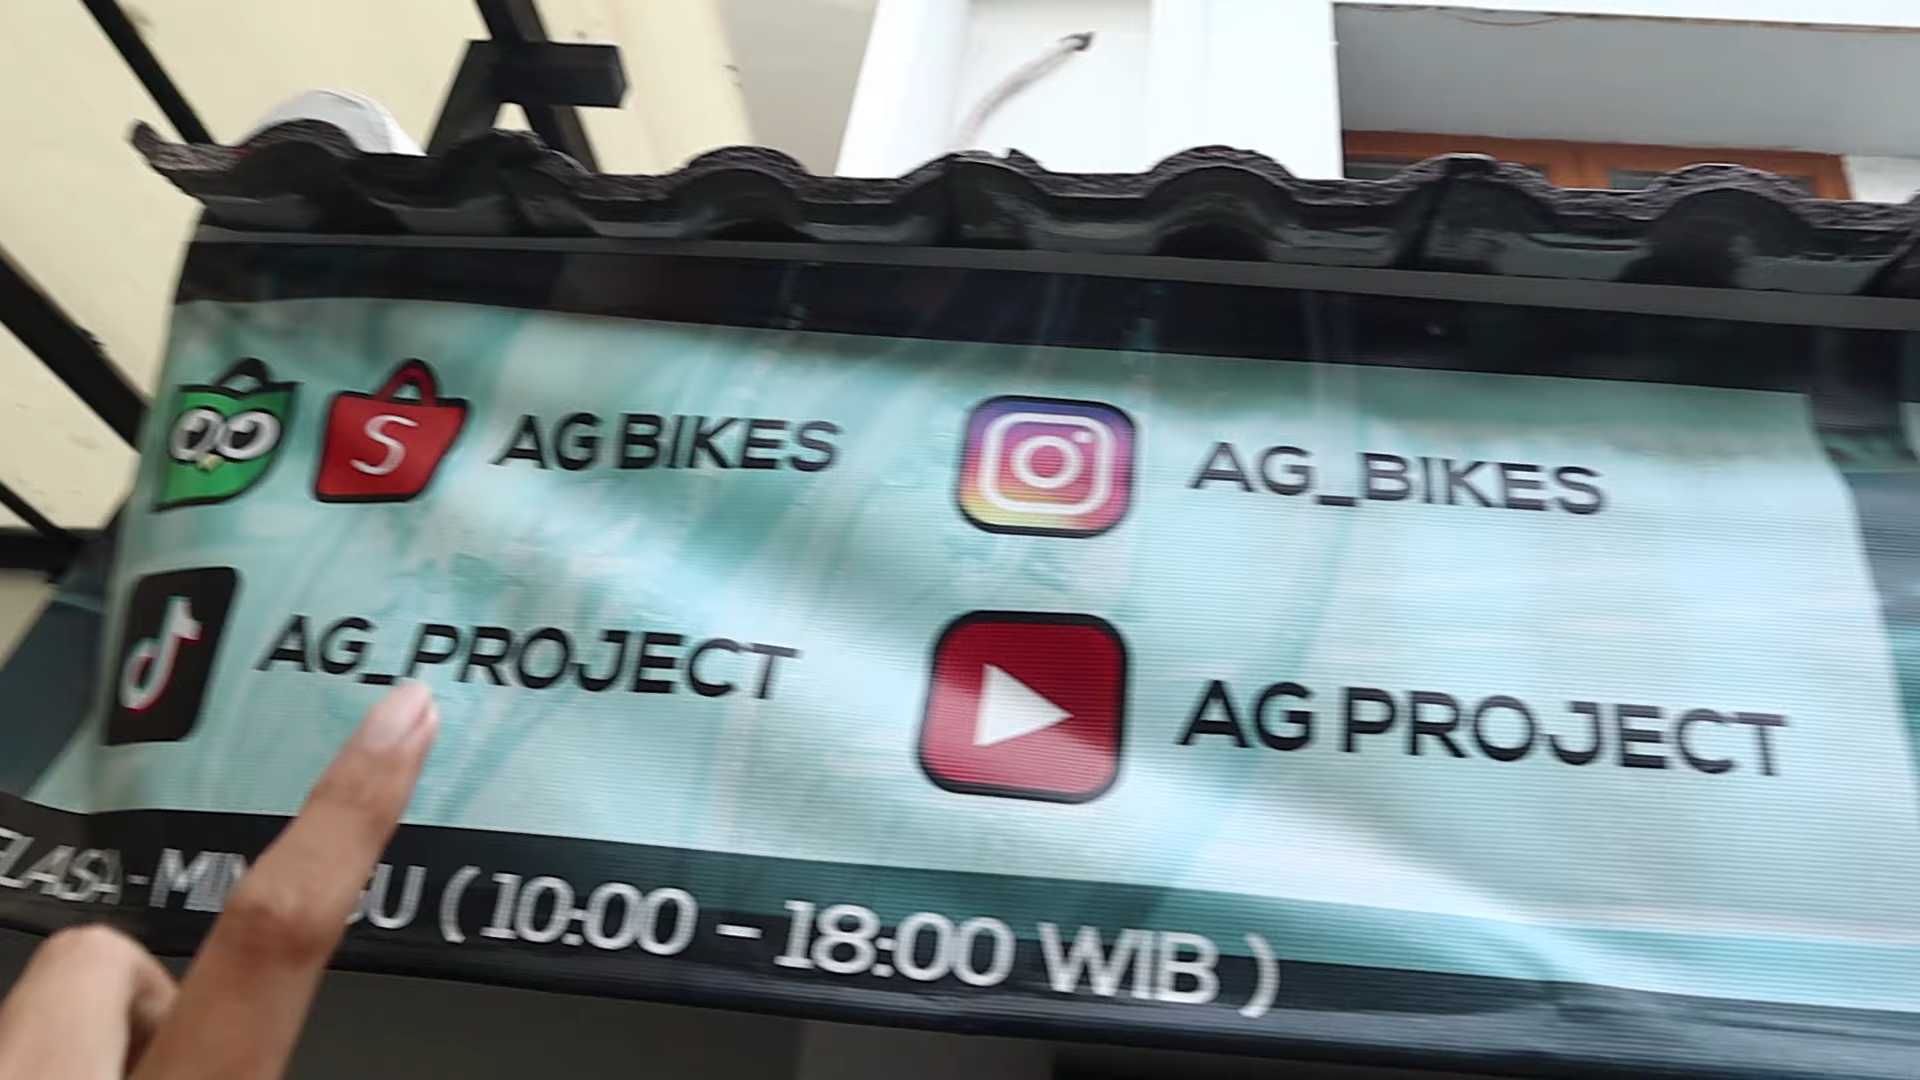 S AG BIKES
AG_BIKES
AG_PROJECT
AG PROJECT
(10:00 - 18:00 WIB)